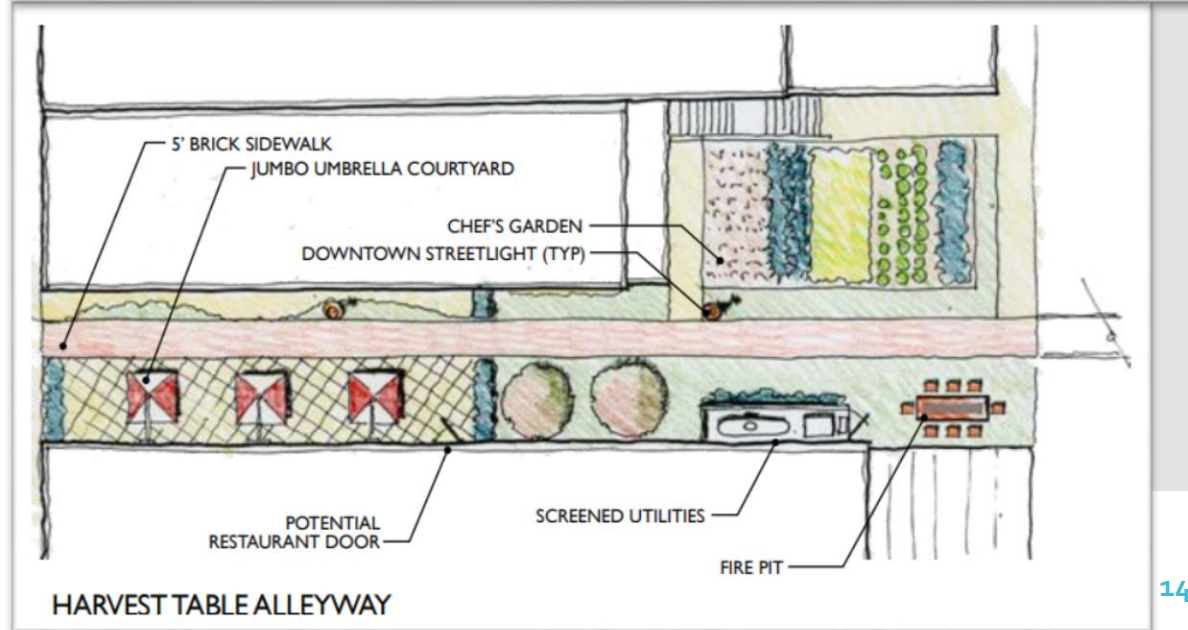 5' BRICK SIDEWALK
JUMBO UMBRELLA COURTYARD
CHEF'S GARDEN
DOWNTOWN STREETLIGHT (TYP)
POTENTIAL
RESTAURANT DOOR
SCREENED UTILITIES
FIRE PIT
HARVEST TABLE ALLEYWAY
14